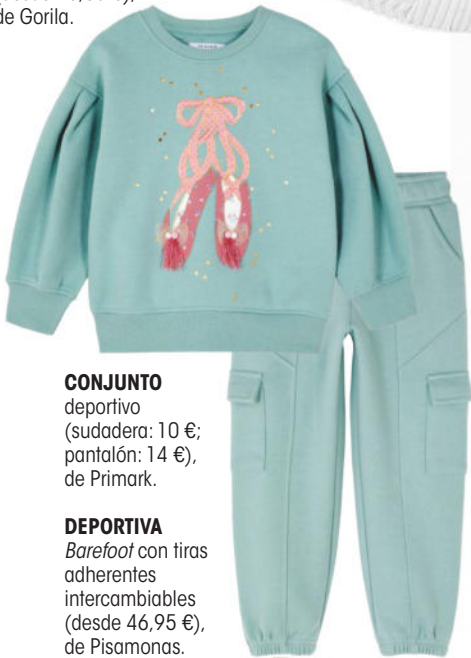 de Gorila.
CONJUNTO
deportivo
(sudadera: 10 €;
pantalón: 14 €),
de Primark.
DEPORTIVA
Barefoot con tiras
adherentes
intercambiables
(desde 46,95 €),
de Pisamonas.